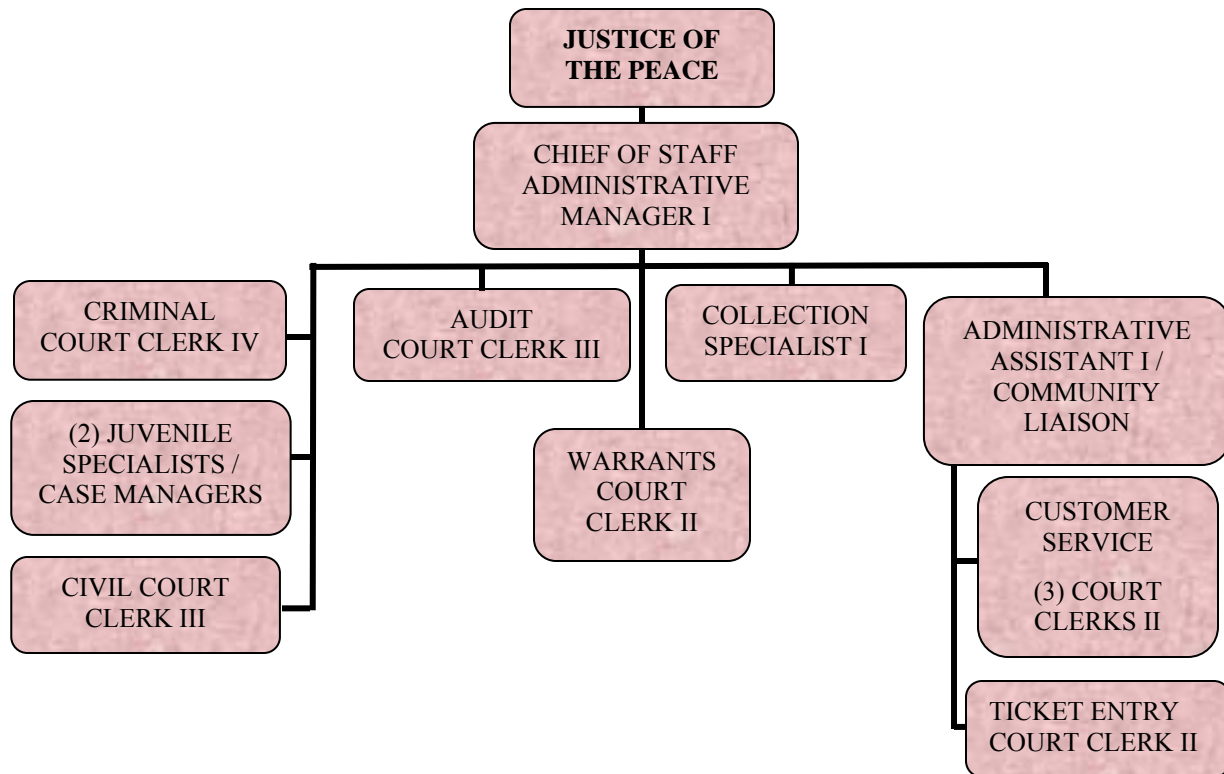 JUSTICE OF
THE PEACE
CHIEF OF STAFF
ADMINISTRATIVE
MANAGER I
CRIMINAL
COURT CLERK IV
(2) JUVENILE
SPECIALISTS /
CASE MANAGERS
CIVIL COURT
CLERK III
AUDIT
COURT CLERK III
WARRANTS
COURT
CLERK II
COLLECTION
SPECIALIST I
ADMINISTRATIVE
ASSISTANT I /
COMMUNITY
LIAISON
CUSTOMER
SERVICE
(3) COURT
CLERKS II
TICKET ENTRY
COURT CLERK II